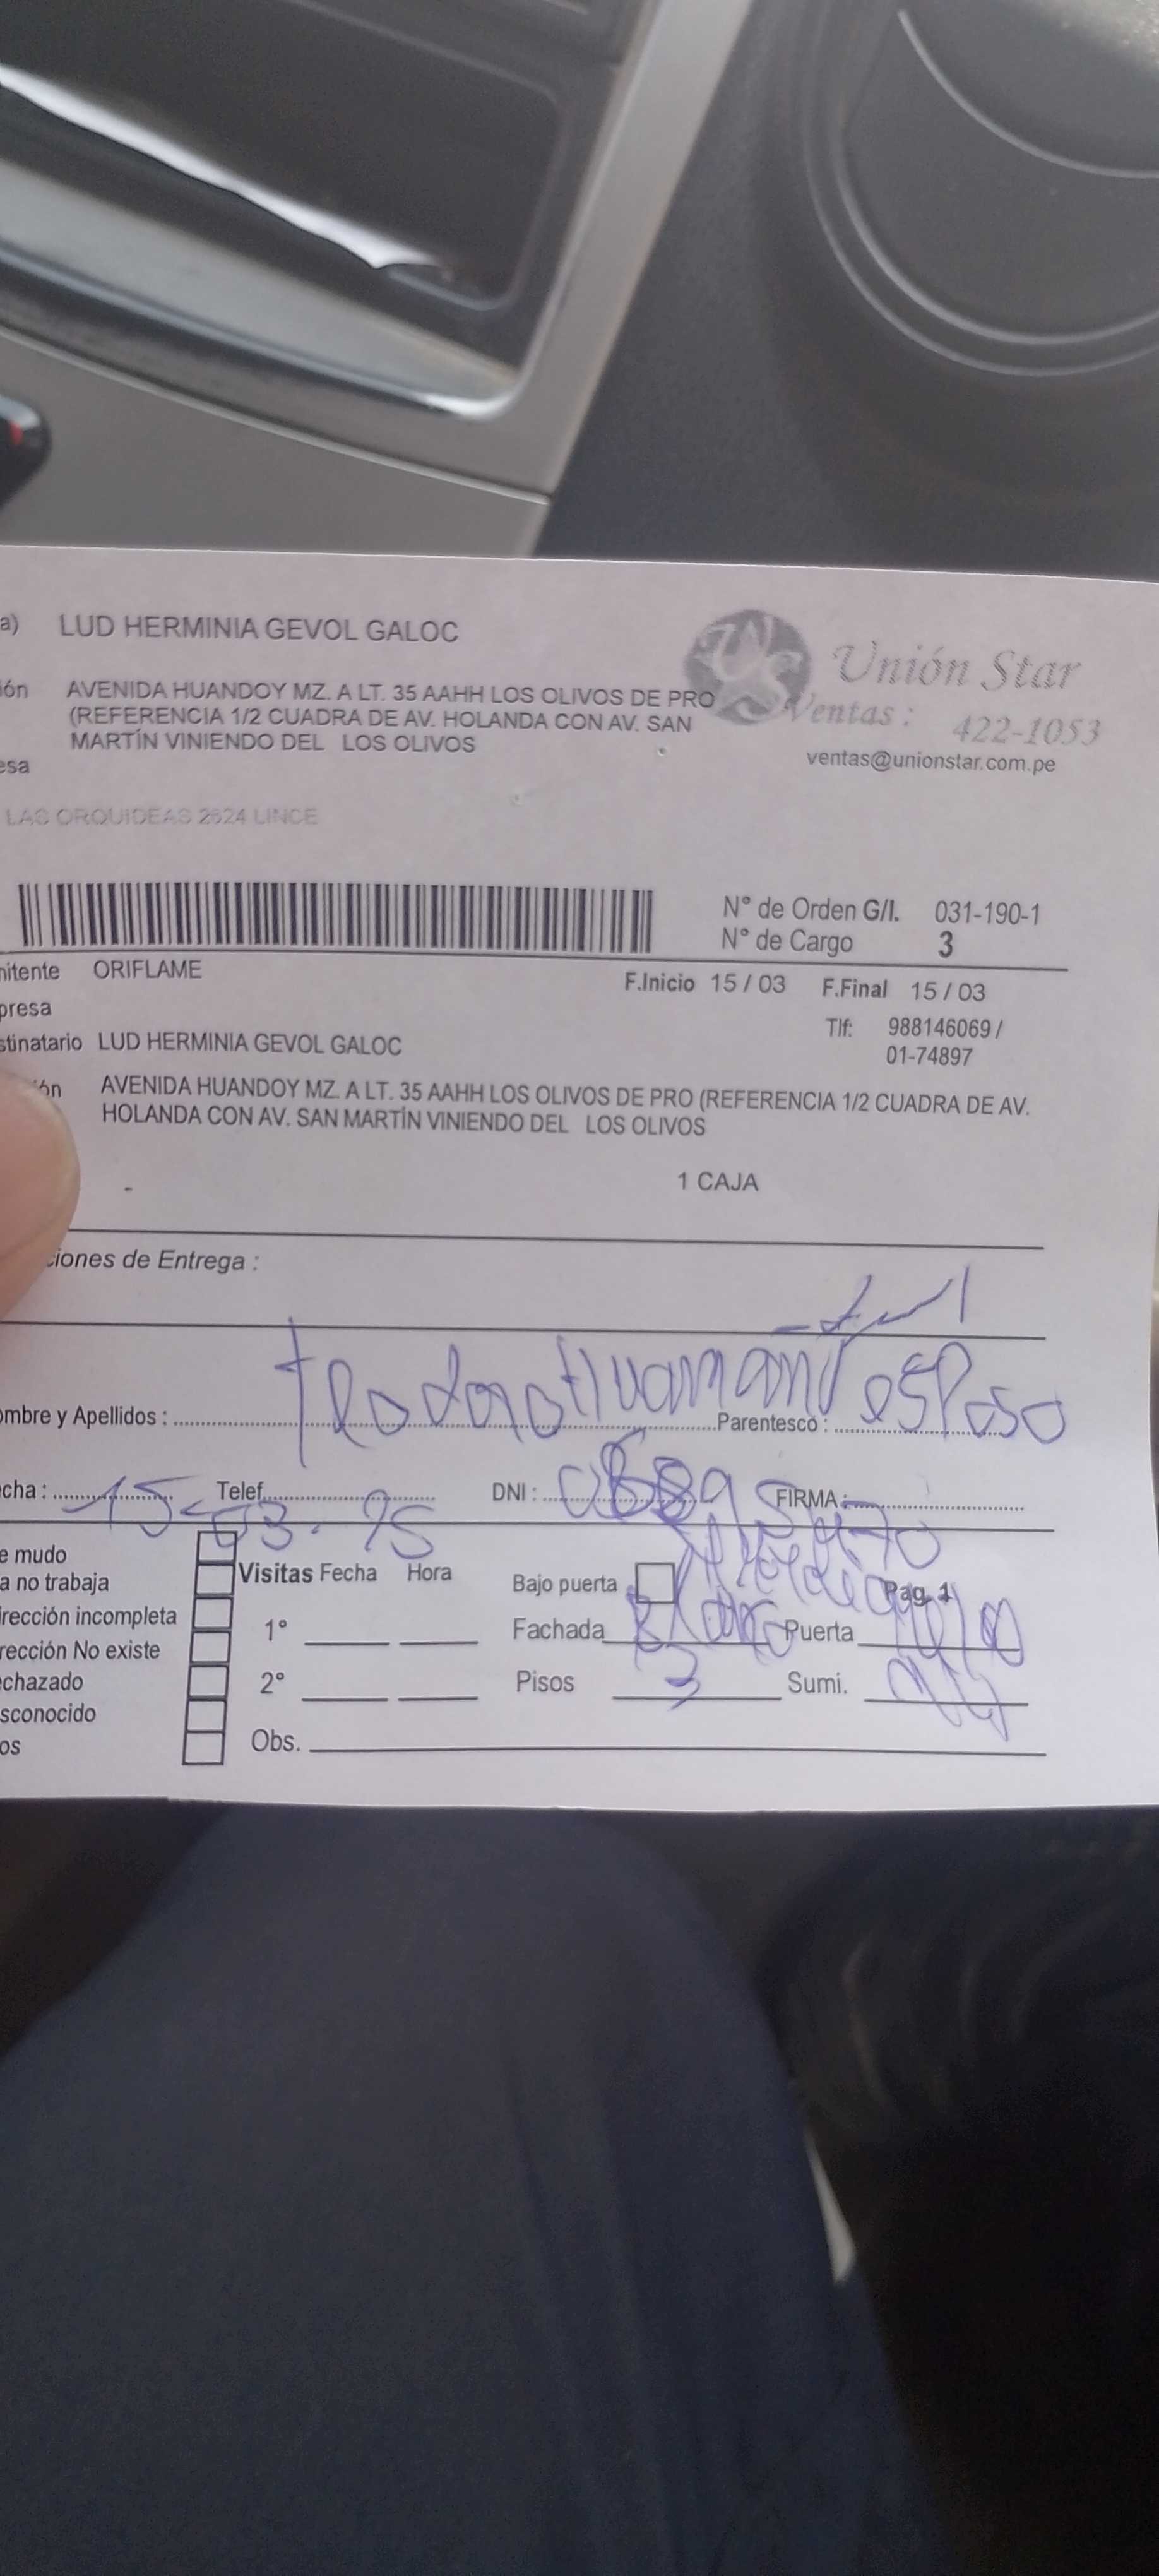 a) LUD HERMINIA GEVOL GALOC
Unión Star
Ventas : 422-1053
ventas@unionstar.com.pe
ión AVENIDA HUANDOY MZ. A LT. 35 AAHH LOS OLIVOS DE PRO
(REFERENCIA 1/2 CUADRA DE AV. HOLANDA CON AV. SAN
MARTÍN VINIENDO DEL LOS OLIVOS
esa
LAS ORQUIDEAS 2624 LINCE
N° de Orden G/I. 031-190-1
N° de Cargo 3
nitente ORIFLAME
F.Inicio 15 / 03 F.Final 15 / 03
presa
Tlf: 988146069 /
01-74897
stinatario LUD HERMINIA GEVOL GALOC
ón AVENIDA HUANDOY MZ. A LT. 35 AAHH LOS OLIVOS DE PRO (REFERENCIA 1/2 CUADRA DE AV.
HOLANDA CON AV. SAN MARTÍN VINIENDO DEL LOS OLIVOS
- 1 CAJA
ciones de Entrega :
ombre y Apellidos : teodoro Huamani Parentesco : esposo
cha : 15-03-25 Telef. DNI : FIRMA :
e mudo
a no trabaja
irección incompleta
rección No existe
echazado
sconocido
os
Visitas Fecha Hora
1°
2°
Obs.
Bajo puerta Pag. 1
Fachada Puerta
Pisos 3 Sumi.